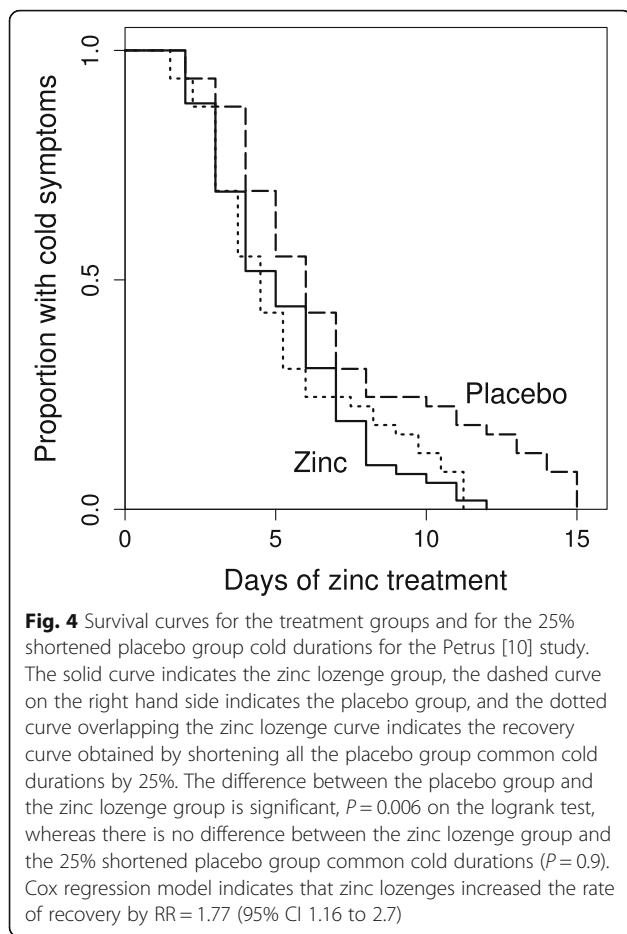 1.0
0.5
0.0
Proportion with cold symptoms
Placebo
Zinc
0 5 10 15
Days of zinc treatment
Fig. 4 Survival curves for the treatment groups and for the 25%
shortened placebo group cold durations for the Petrus [10] study.
The solid curve indicates the zinc lozenge group, the dashed curve
on the right hand side indicates the placebo group, and the dotted
curve overlapping the zinc lozenge curve indicates the recovery
curve obtained by shortening all the placebo group common cold
durations by 25%. The difference between the placebo group and
the zinc lozenge group is significant, P = 0.006 on the logrank test,
whereas there is no difference between the zinc lozenge group and
the 25% shortened placebo group common cold durations (P = 0.9).
Cox regression model indicates that zinc lozenges increased the rate
of recovery by RR = 1.77 (95% CI 1.16 to 2.7)